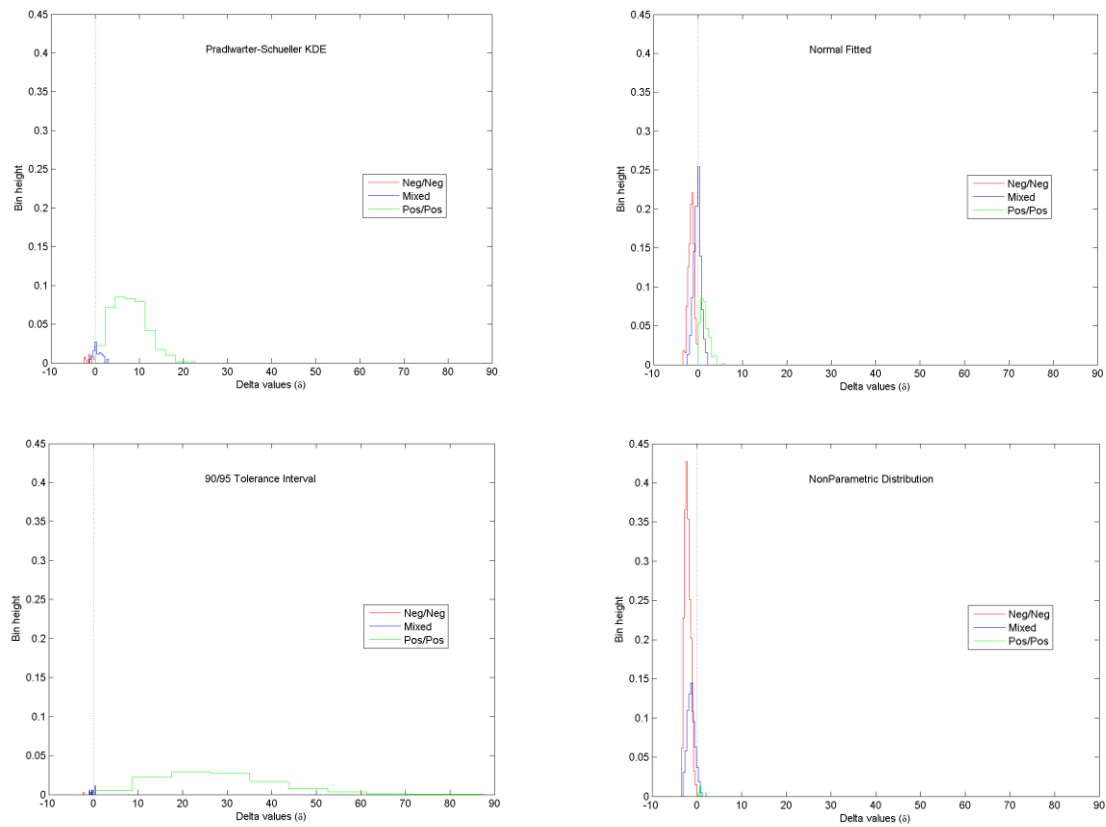 0.45
0.4
0.35
0.3
0.25
0.2
0.15
0.1
0.05
0
Bin height
Pradlwarter-Schueller KDE
Neg/Neg
Mixed
Pos/Pos
-10 0 10 20 30 40 50 60 70 80 90
Delta values (δ)
0.45
0.4
0.35
0.3
0.25
0.2
0.15
0.1
0.05
0
Bin height
Normal Fitted
Neg/Neg
Mixed
Pos/Pos
-10 0 10 20 30 40 50 60 70 80 90
Delta values (δ)
0.45
0.4
0.35
0.3
0.25
0.2
0.15
0.1
0.05
0
Bin height
90/95 Tolerance Interval
Neg/Neg
Mixed
Pos/Pos
-10 0 10 20 30 40 50 60 70 80 90
Delta values (δ)
0.45
0.4
0.35
0.3
0.25
0.2
0.15
0.1
0.05
0
Bin height
NonParametric Distribution
Neg/Neg
Mixed
Pos/Pos
-10 0 10 20 30 40 50 60 70 80 90
Delta values (δ)